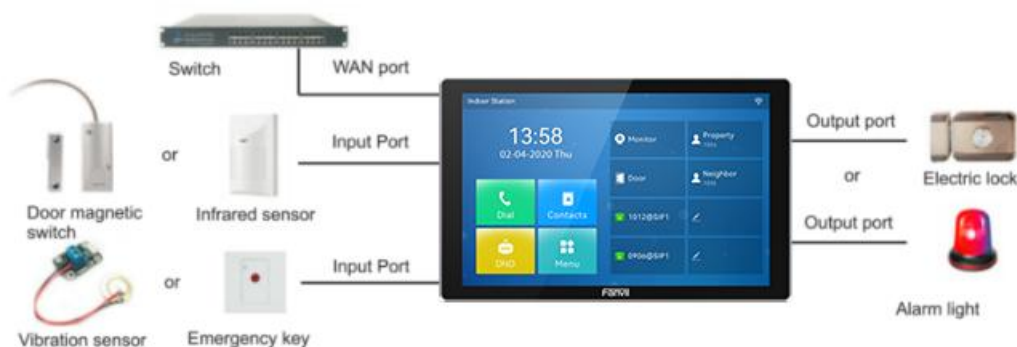 Switch
WAN port
Door magnetic
switch
or
Infrared sensor
Input Port
Vibration sensor
or
Emergency key
Input Port
Indoor Station
13:58
02-04-2020 Thu
Dial
Contacts
DND
Menu
Monitor
Property
Door
Neighbor
1012@SIP1
0906@SIP1
Fanvil
Output port
Electric lock
or
Output port
Alarm light